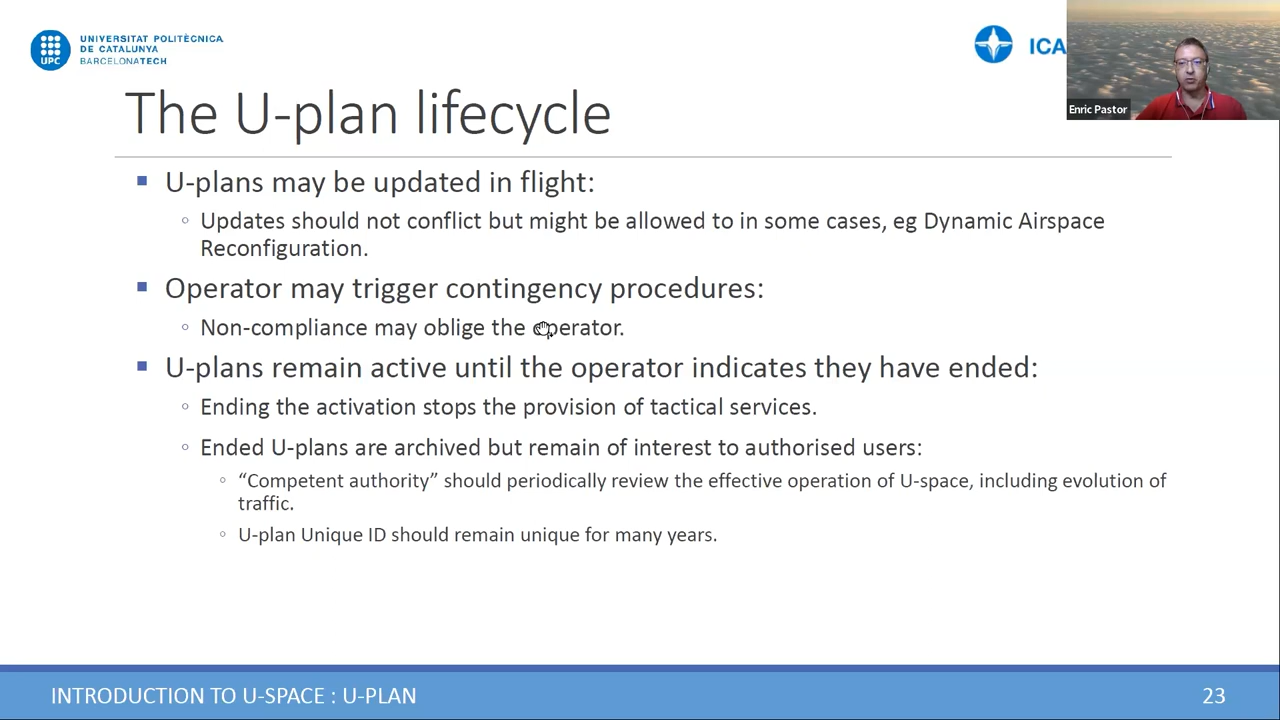 UNIVERSITAT POLITÈCNICA
DE CATALUNYA
BARCELONATECH
UPC
ICA
Enric Pastor
The U-plan lifecycle
U-plans may be updated in flight:
Updates should not conflict but might be allowed to in some cases, eg Dynamic Airspace
Reconfiguration.
Operator may trigger contingency procedures:
Non-compliance may oblige the operator.
U-plans remain active until the operator indicates they have ended:
Ending the activation stops the provision of tactical services.
Ended U-plans are archived but remain of interest to authorised users:
“Competent authority” should periodically review the effective operation of U-space, including evolution of
traffic.
U-plan Unique ID should remain unique for many years.
INTRODUCTION TO U-SPACE : U-PLAN
23